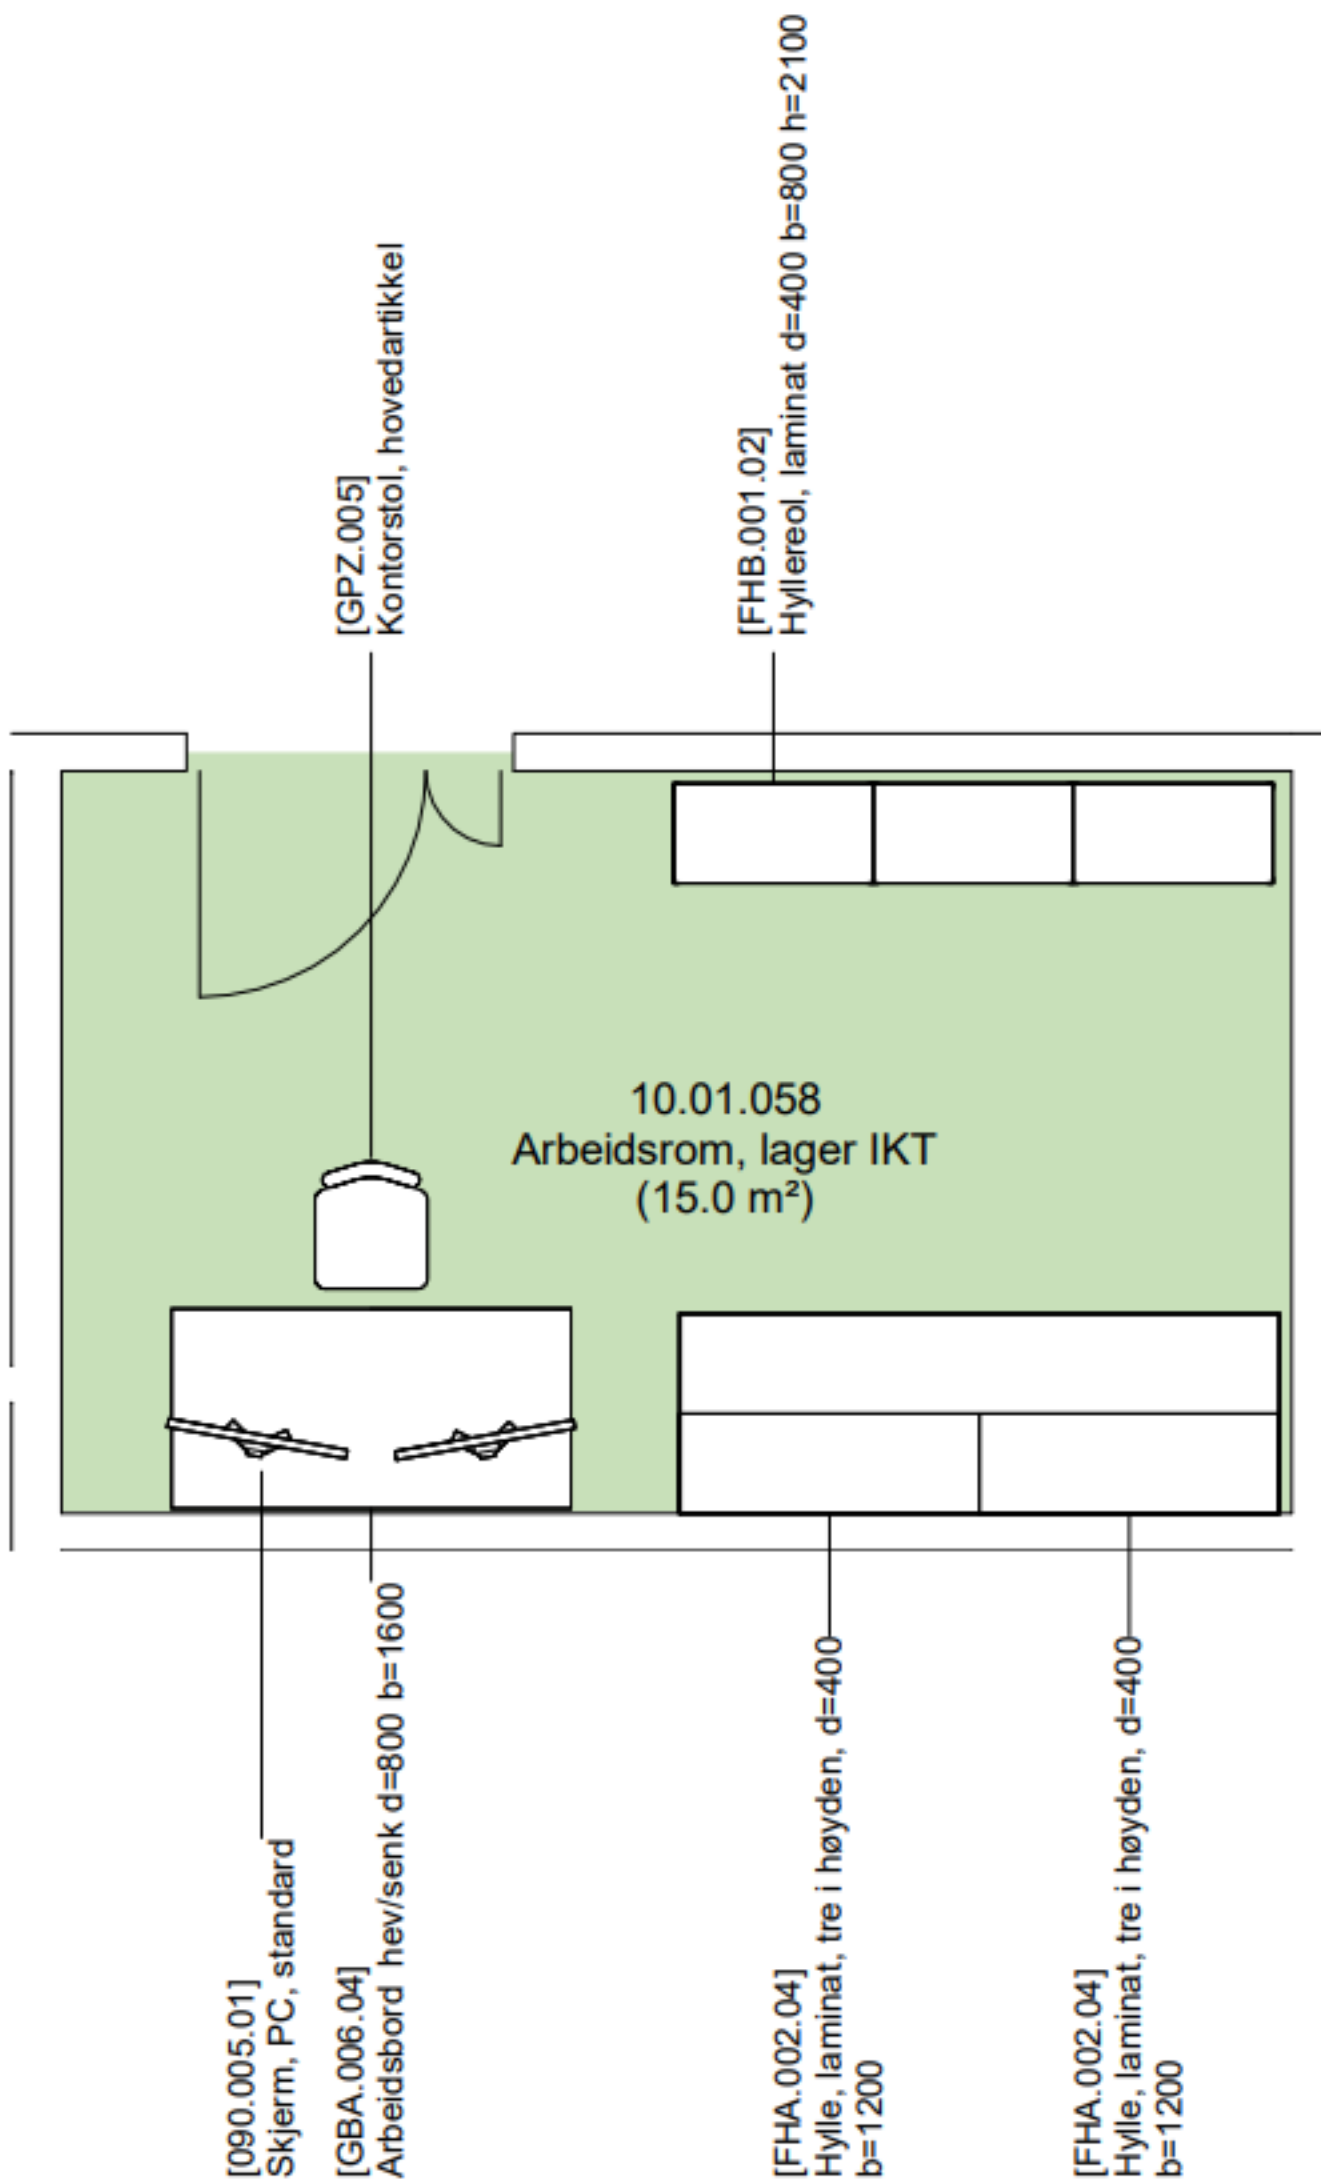 [GPZ.005]
Kontorstol, hovedartikkel
[FHB.001.02]
Hyllereol, laminat d=400 b=800 h=2100
10.01.058
Arbeidsrom, lager IKT
(15.0 m²)
[090.005.01]
Skjerm, PC, standard
[GBA.006.04]
Arbeidsbord hev/senk d=800 b=1600
[FHA.002.04]
Hylle, laminat, tre i høyden, d=400
b=1200
[FHA.002.04]
Hylle, laminat, tre i høyden, d=400
b=1200